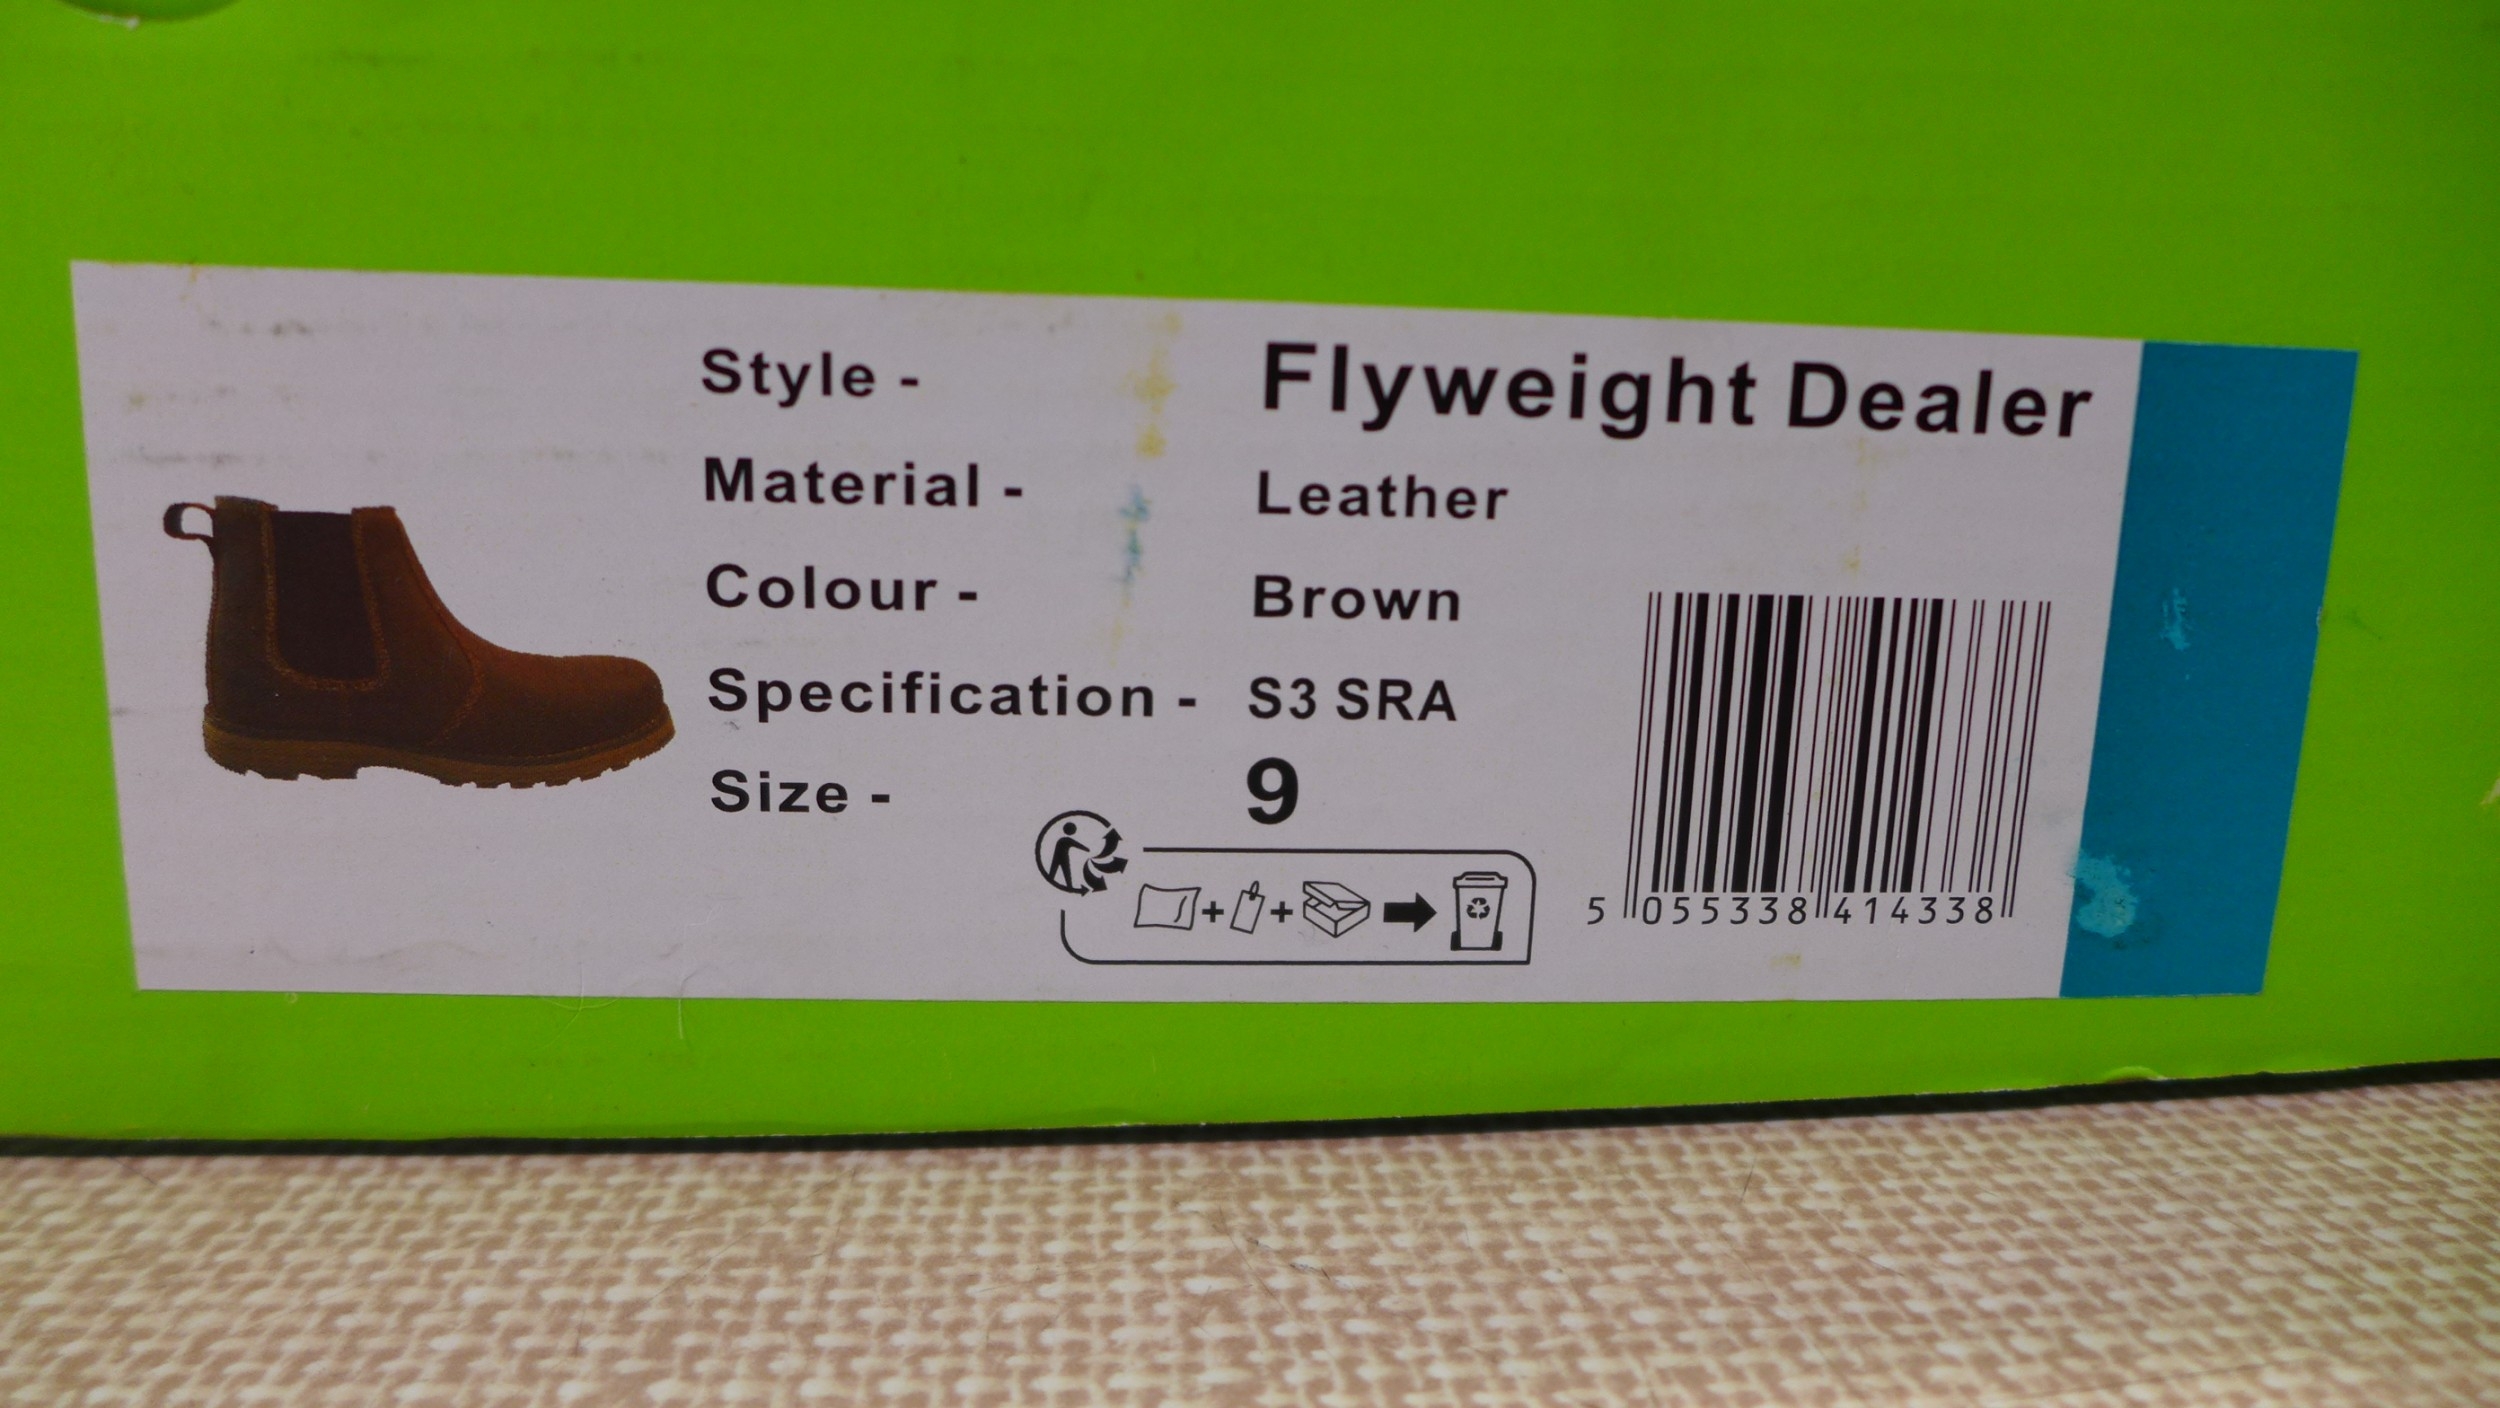 Style - Flyweight Dealer
Material - Leather
Colour - Brown
Specification - S3 SRA
Size - 9
5 055338 414338